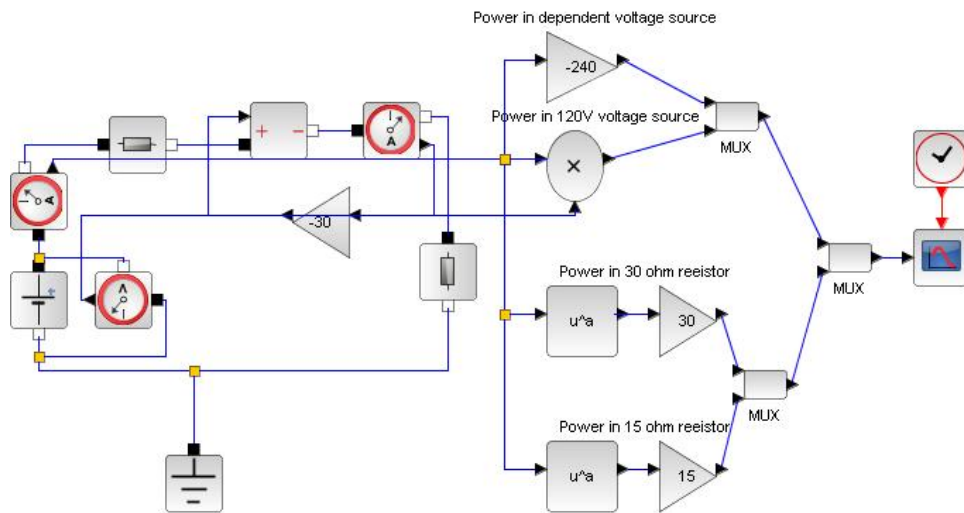 Power in dependent voltage source
-240
Power in 120V voltage source
×
MUX
+ -
A
A
-30
V
MUX
Power in 30 ohm reeistor
u^a
30
MUX
Power in 15 ohm reeistor
u^a
15